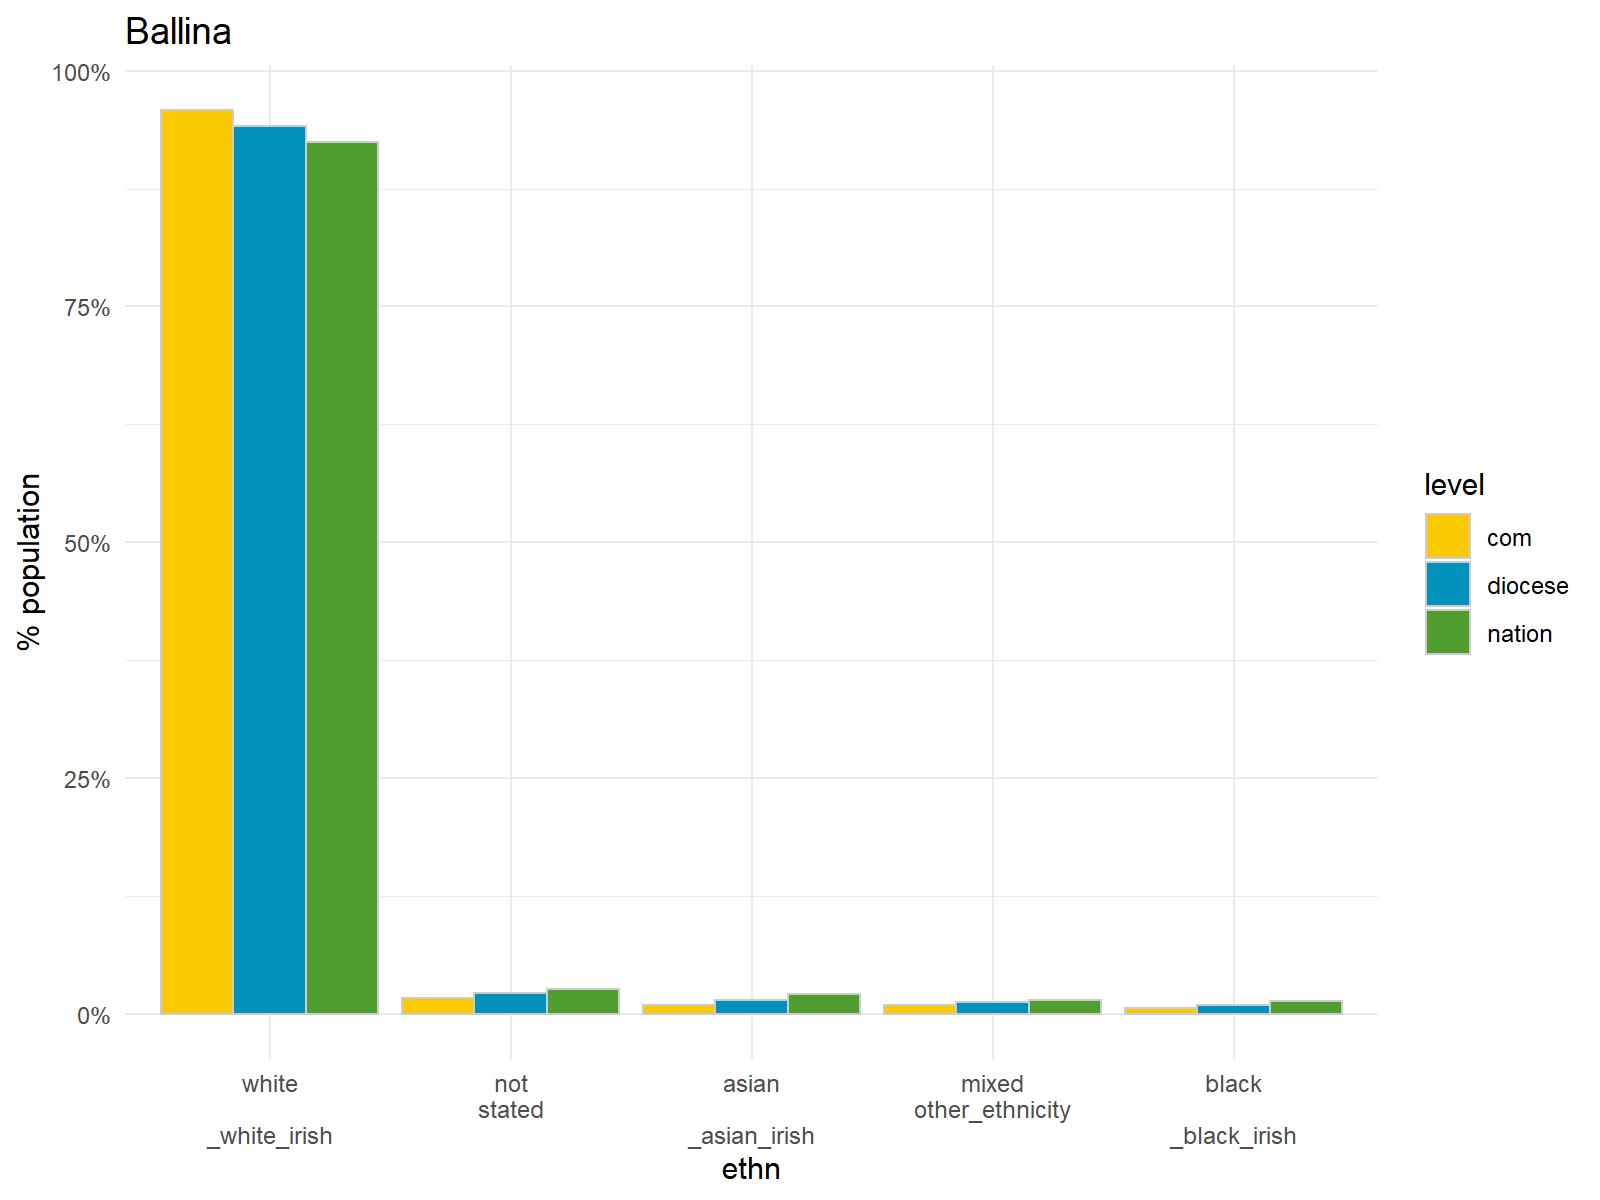 Ballina
100%
75%
50%
25%
0%
% population
white
_white_irish
not
stated
asian
_asian_irish
mixed
other_ethnicity
black
_black_irish
ethn
level
com
diocese
nation